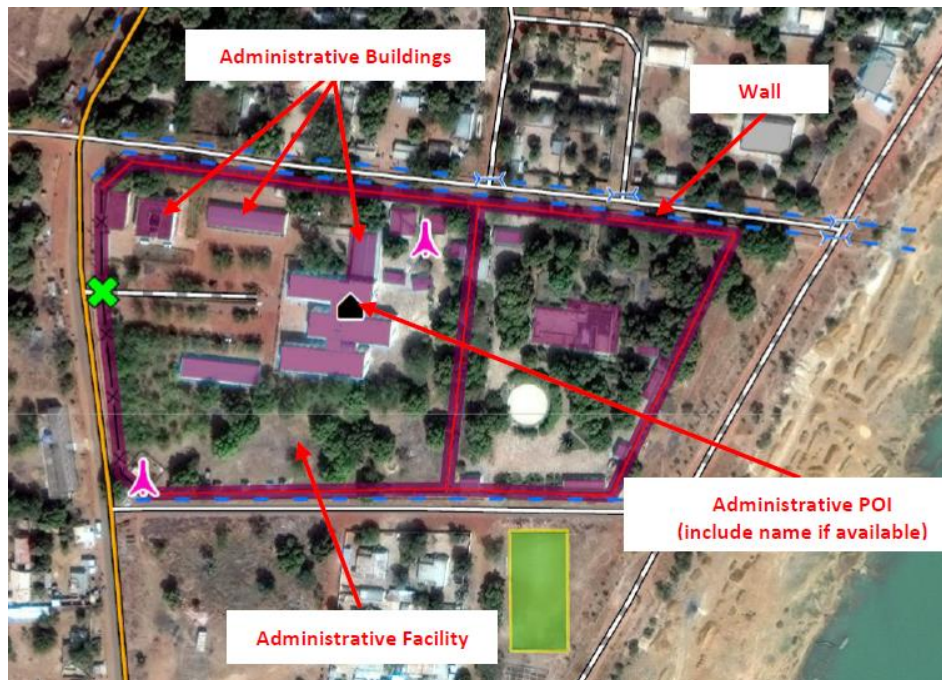 Administrative Buildings
Wall
Administrative POI
(include name if available)
Administrative Facility